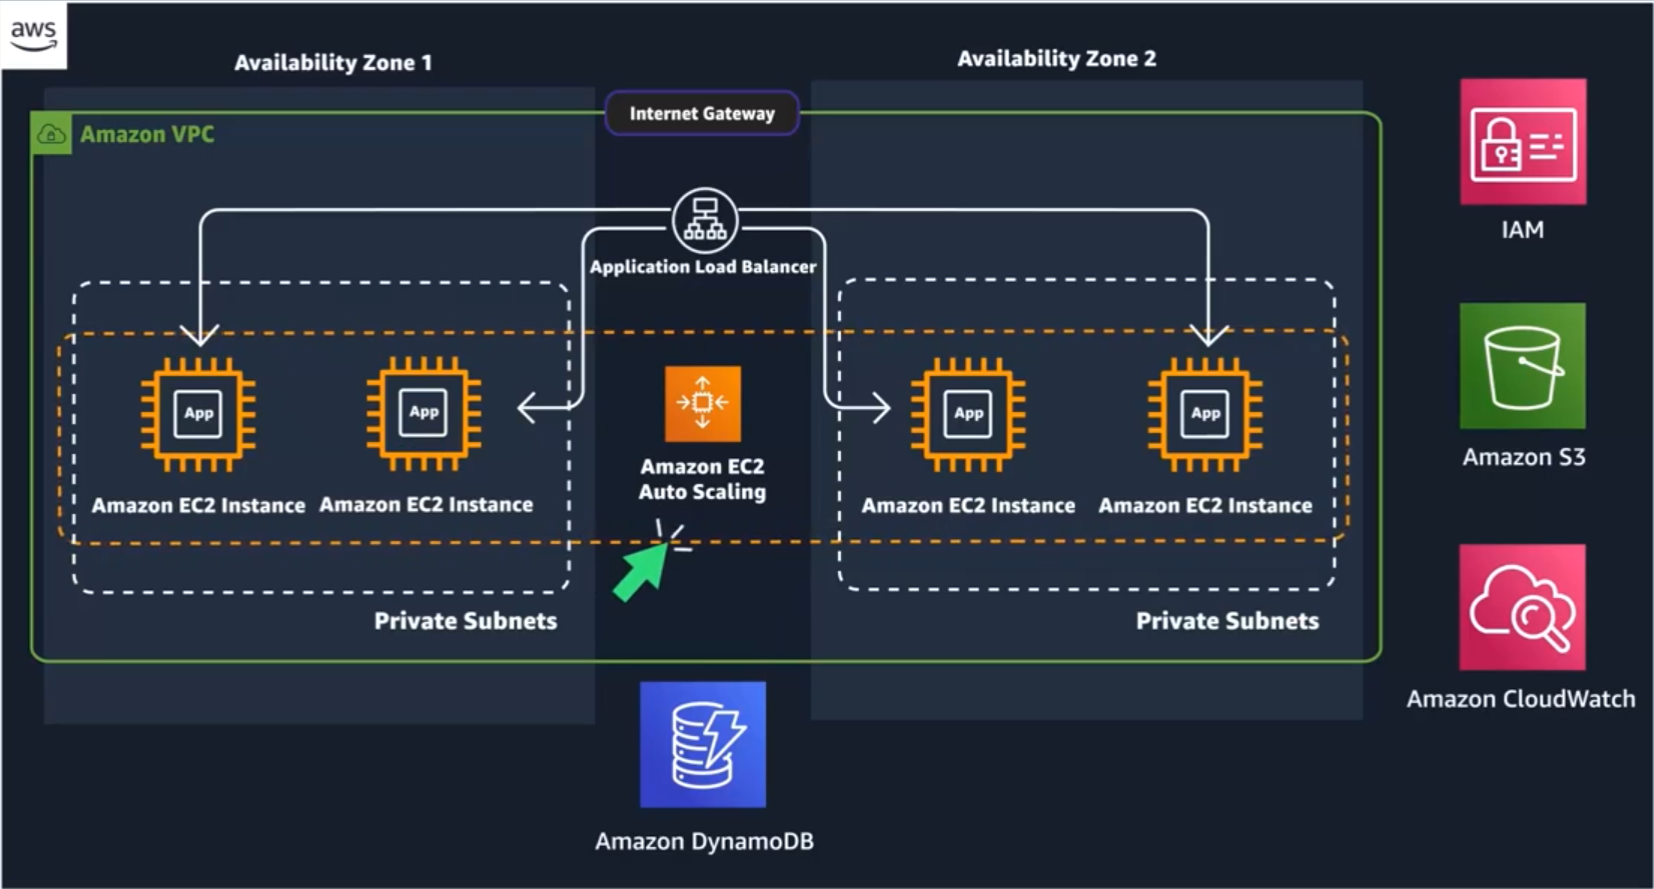 aws
Availability Zone 1
Availability Zone 2
Internet Gateway
Amazon VPC
Application Load Balancer
App
App
App
App
Amazon EC2 Instance
Amazon EC2 Instance
Amazon EC2
Auto Scaling
Amazon EC2 Instance
Amazon EC2 Instance
Private Subnets
Private Subnets
Amazon DynamoDB
IAM
Amazon S3
Amazon CloudWatch